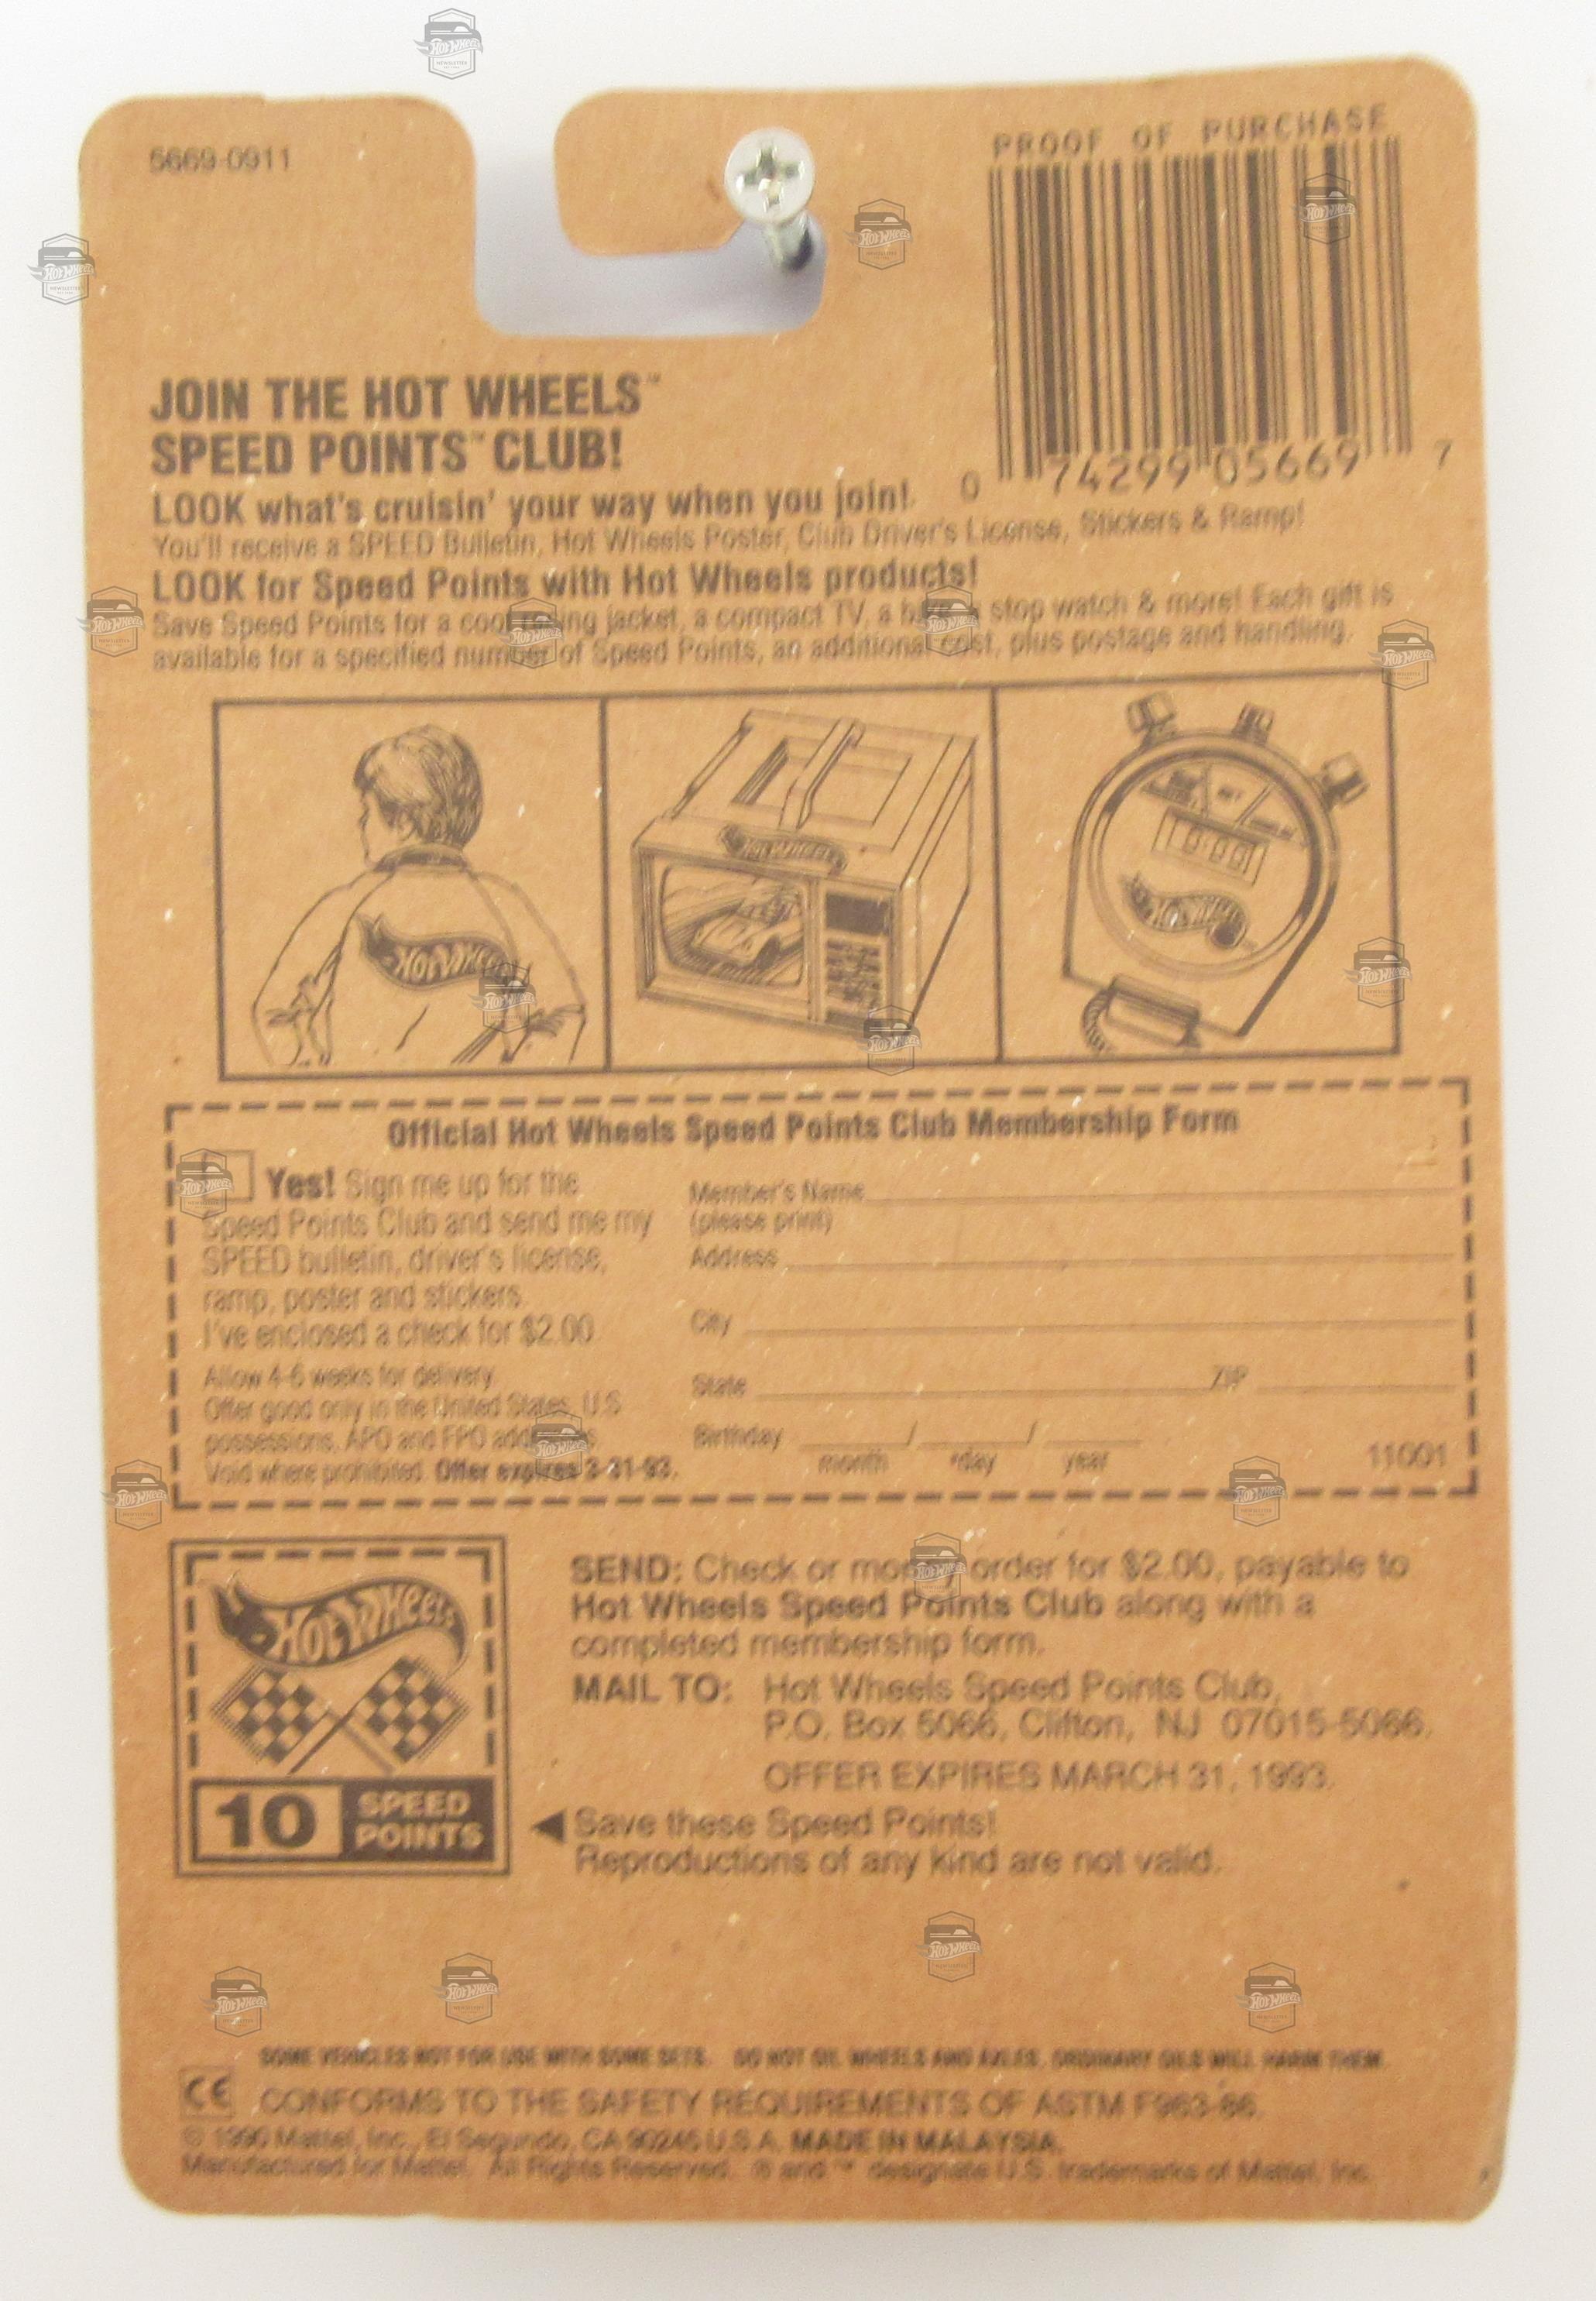 5669-0911
PROOF OF PURCHASE
0 74299 05669 7
JOIN THE HOT WHEELS™
SPEED POINTS™ CLUB!
LOOK what's cruisin' your way when you join!
You'll receive a SPEED Bulletin, Hot Wheels Poster, Club Driver's License, Stickers & Ramp!
LOOK for Speed Points with Hot Wheels products!
Save Speed Points for a cool jacket, a compact TV, a stop watch & more! Each gift is
available for a specified number of Speed Points, an additional cost, plus postage and handling.
HOT WHEELS
HOT WHEELS
HOT WHEELS
Official Hot Wheels Speed Points Club Membership Form
Yes! Sign me up for the
Speed Points Club and send me my
SPEED bulletin, driver's license,
ramp, poster and stickers.
I've enclosed a check for $2.00
Allow 4-6 weeks for delivery.
Offer good only in the United States, U.S.
possessions, APO and FPO addresses.
Void where prohibited. Offer expires 3-31-93.
Member's Name
(please print)
Address
City
State ZIP
Birthday / /
month day year
11001
HOT WHEELS
10 SPEED
POINTS
SEND: Check or money order for $2.00, payable to
Hot Wheels Speed Points Club along with a
completed membership form.
MAIL TO: Hot Wheels Speed Points Club,
P.O. Box 5066, Clifton, NJ 07015-5066.
OFFER EXPIRES MARCH 31, 1993.
Save these Speed Points!
Reproductions of any kind are not valid.
SOME VEHICLES NOT FOR USE WITH SOME SETS. DO NOT OIL WHEELS AND AXLES. ORDINARY OILS WILL HARM THEM.
CE CONFORMS TO THE SAFETY REQUIREMENTS OF ASTM F963-86.
© 1990 Mattel, Inc., El Segundo, CA 90245 U.S.A. MADE IN MALAYSIA.
Manufactured for Mattel. All Rights Reserved. ® and ™ designate U.S. trademarks of Mattel, Inc.